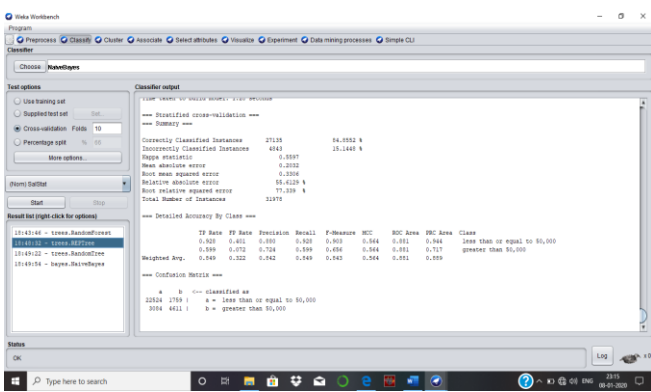 Weka Workbench
Program
Preprocess Classify Cluster Associate Select attributes Visualize Experiment Data mining processes Simple CLI
Classifier
Choose NaiveBayes
Test options
Use training set
Supplied test set Set...
Cross-validation Folds 10
Percentage split %
More options...
(Nom) SalStat
Start Stop
Result list (right-click for options)
18:43:46 - trees.RandomForest
trees.REPTree
18:49:22 - trees.RandomTree
18:49:54 - bayes.NaiveBayes
Classifier output
=== Stratified cross-validation ===
=== Summary ===
Correctly Classified Instances 27135 84.8552 %
Incorrectly Classified Instances 4843 15.1448 %
Kappa statistic 0.5587
Mean absolute error 0.2032
Root mean squared error 0.3306
Relative absolute error 55.6129 %
Root relative squared error 77.339 %
Total Number of Instances 31978
=== Detailed Accuracy By Class ===
TP Rate FP Rate Precision Recall F-Measure MCC ROC Area PRC Area Class
0.928 0.401 0.880 0.928 0.903 0.564 0.881 0.944 less than or equal to 50,000
0.599 0.072 0.724 0.599 0.656 0.564 0.881 0.717 greater than 50,000
Weighted Avg. 0.849 0.322 0.842 0.849 0.843 0.564 0.881 0.889
=== Confusion Matrix ===
a b <-- classified as
22524 1759 | a = less than or equal to 50,000
3084 4611 | b = greater than 50,000
Status
OK
Log x 0
Type here to search
ENG
23:15
08-01-2020